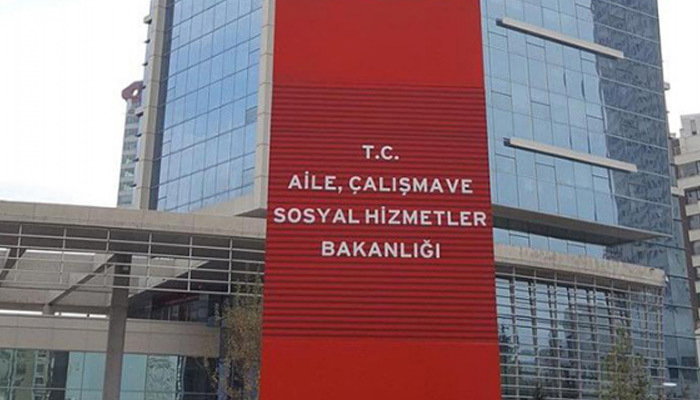 T.C.
AİLE, ÇALIŞMAVE
SOSYAL HİZMETLER
BAKANLIĞI